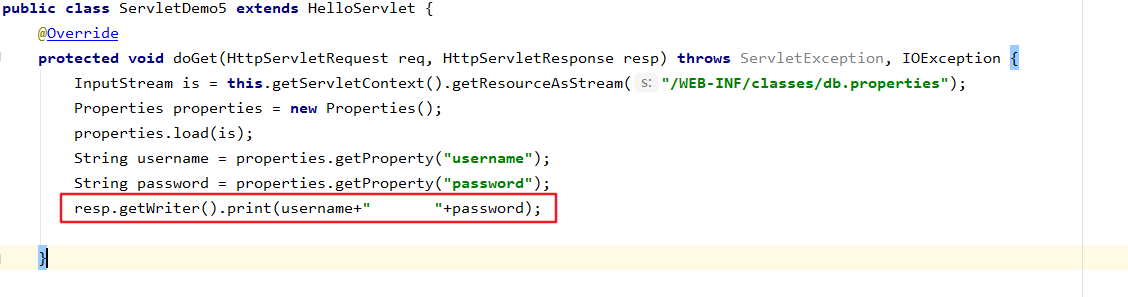 public class ServletDemo5 extends HelloServlet {
@Override
protected void doGet(HttpServletRequest req, HttpServletResponse resp) throws ServletException, IOException {
InputStream is = this.getServletContext().getResourceAsStream( s: "/WEB-INF/classes/db.properties");
Properties properties = new Properties();
properties.load(is);
String username = properties.getProperty("username");
String password = properties.getProperty("password");
resp.getWriter().print(username+"       "+password);
}